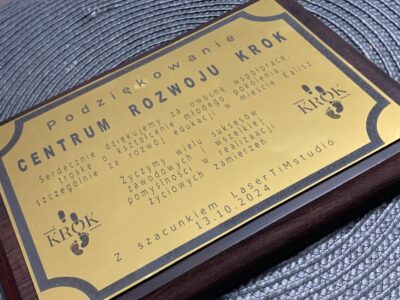 Podziękowanie
CENTRUM ROZWOJU KROK
Serdecznie dziękujemy za owocną współpracę,
troskę o kształcenie młodego pokolenia
szczególnie za rozwój edukacji w mieście Kalisz
Życzymy wielu sukcesów
zawodowych i wszelkiej
pomyślności w realizacji
życiowych zamierzeń
KROK
KROK
Z szacunkiem LaserTiMstudio
13.10.2024